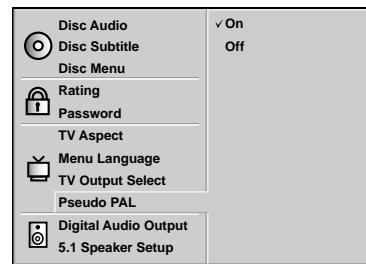 Disc Audio
Disc Subtitle
Disc Menu
Rating
Password
TV Aspect
Menu Language
TV Output Select
Pseudo PAL
Digital Audio Output
5.1 Speaker Setup
✓ On
Off